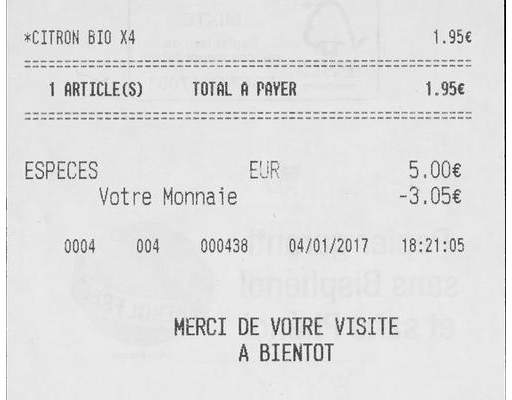 *CITRON BIO X4 1.95€
================================================
1 ARTICLE(S) TOTAL A PAYER 1.95€
================================================
ESPECES EUR 5.00€
Votre Monnaie -3.05€
0004 004 000438 04/01/2017 18:21:05
MERCI DE VOTRE VISITE
A BIENTOT